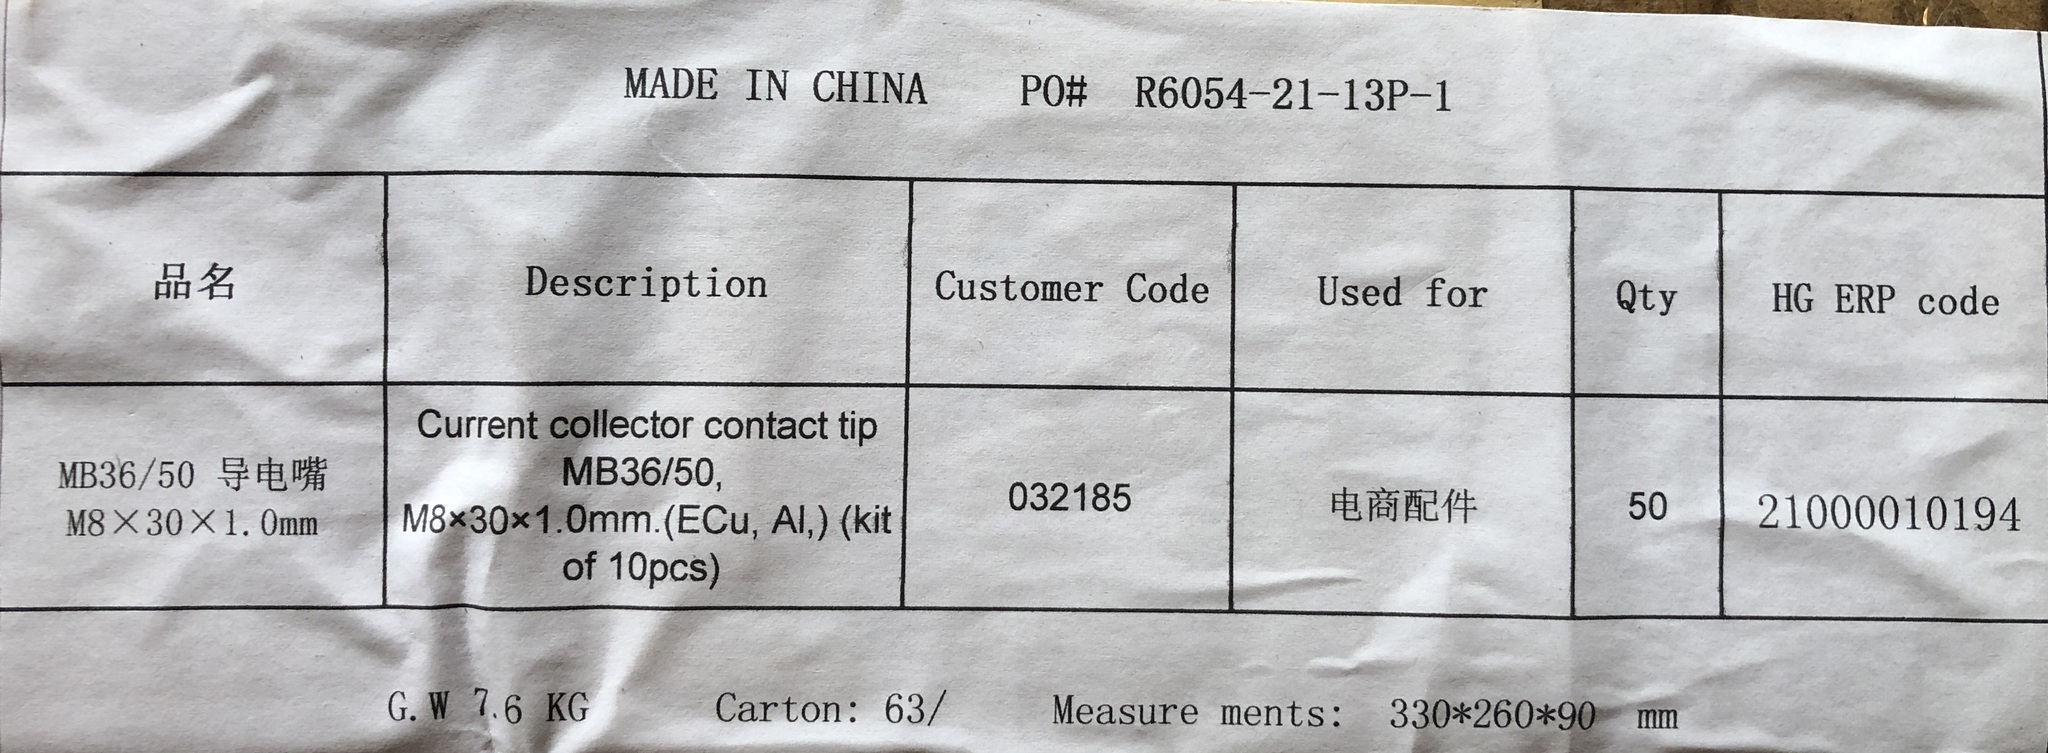 MADE IN CHINA PO# R6054-21-13P-1
品名 Description Customer Code Used for Qty HG ERP code
MB36/50 导电嘴
M8×30×1.0mm
Current collector contact tip
MB36/50,
M8×30×1.0mm.(ECu, Al,) (kit
of 10pcs)
032185
电商配件
50
21000010194
G.W 7.6 KG Carton: 63/ Measure ments: 330*260*90 mm